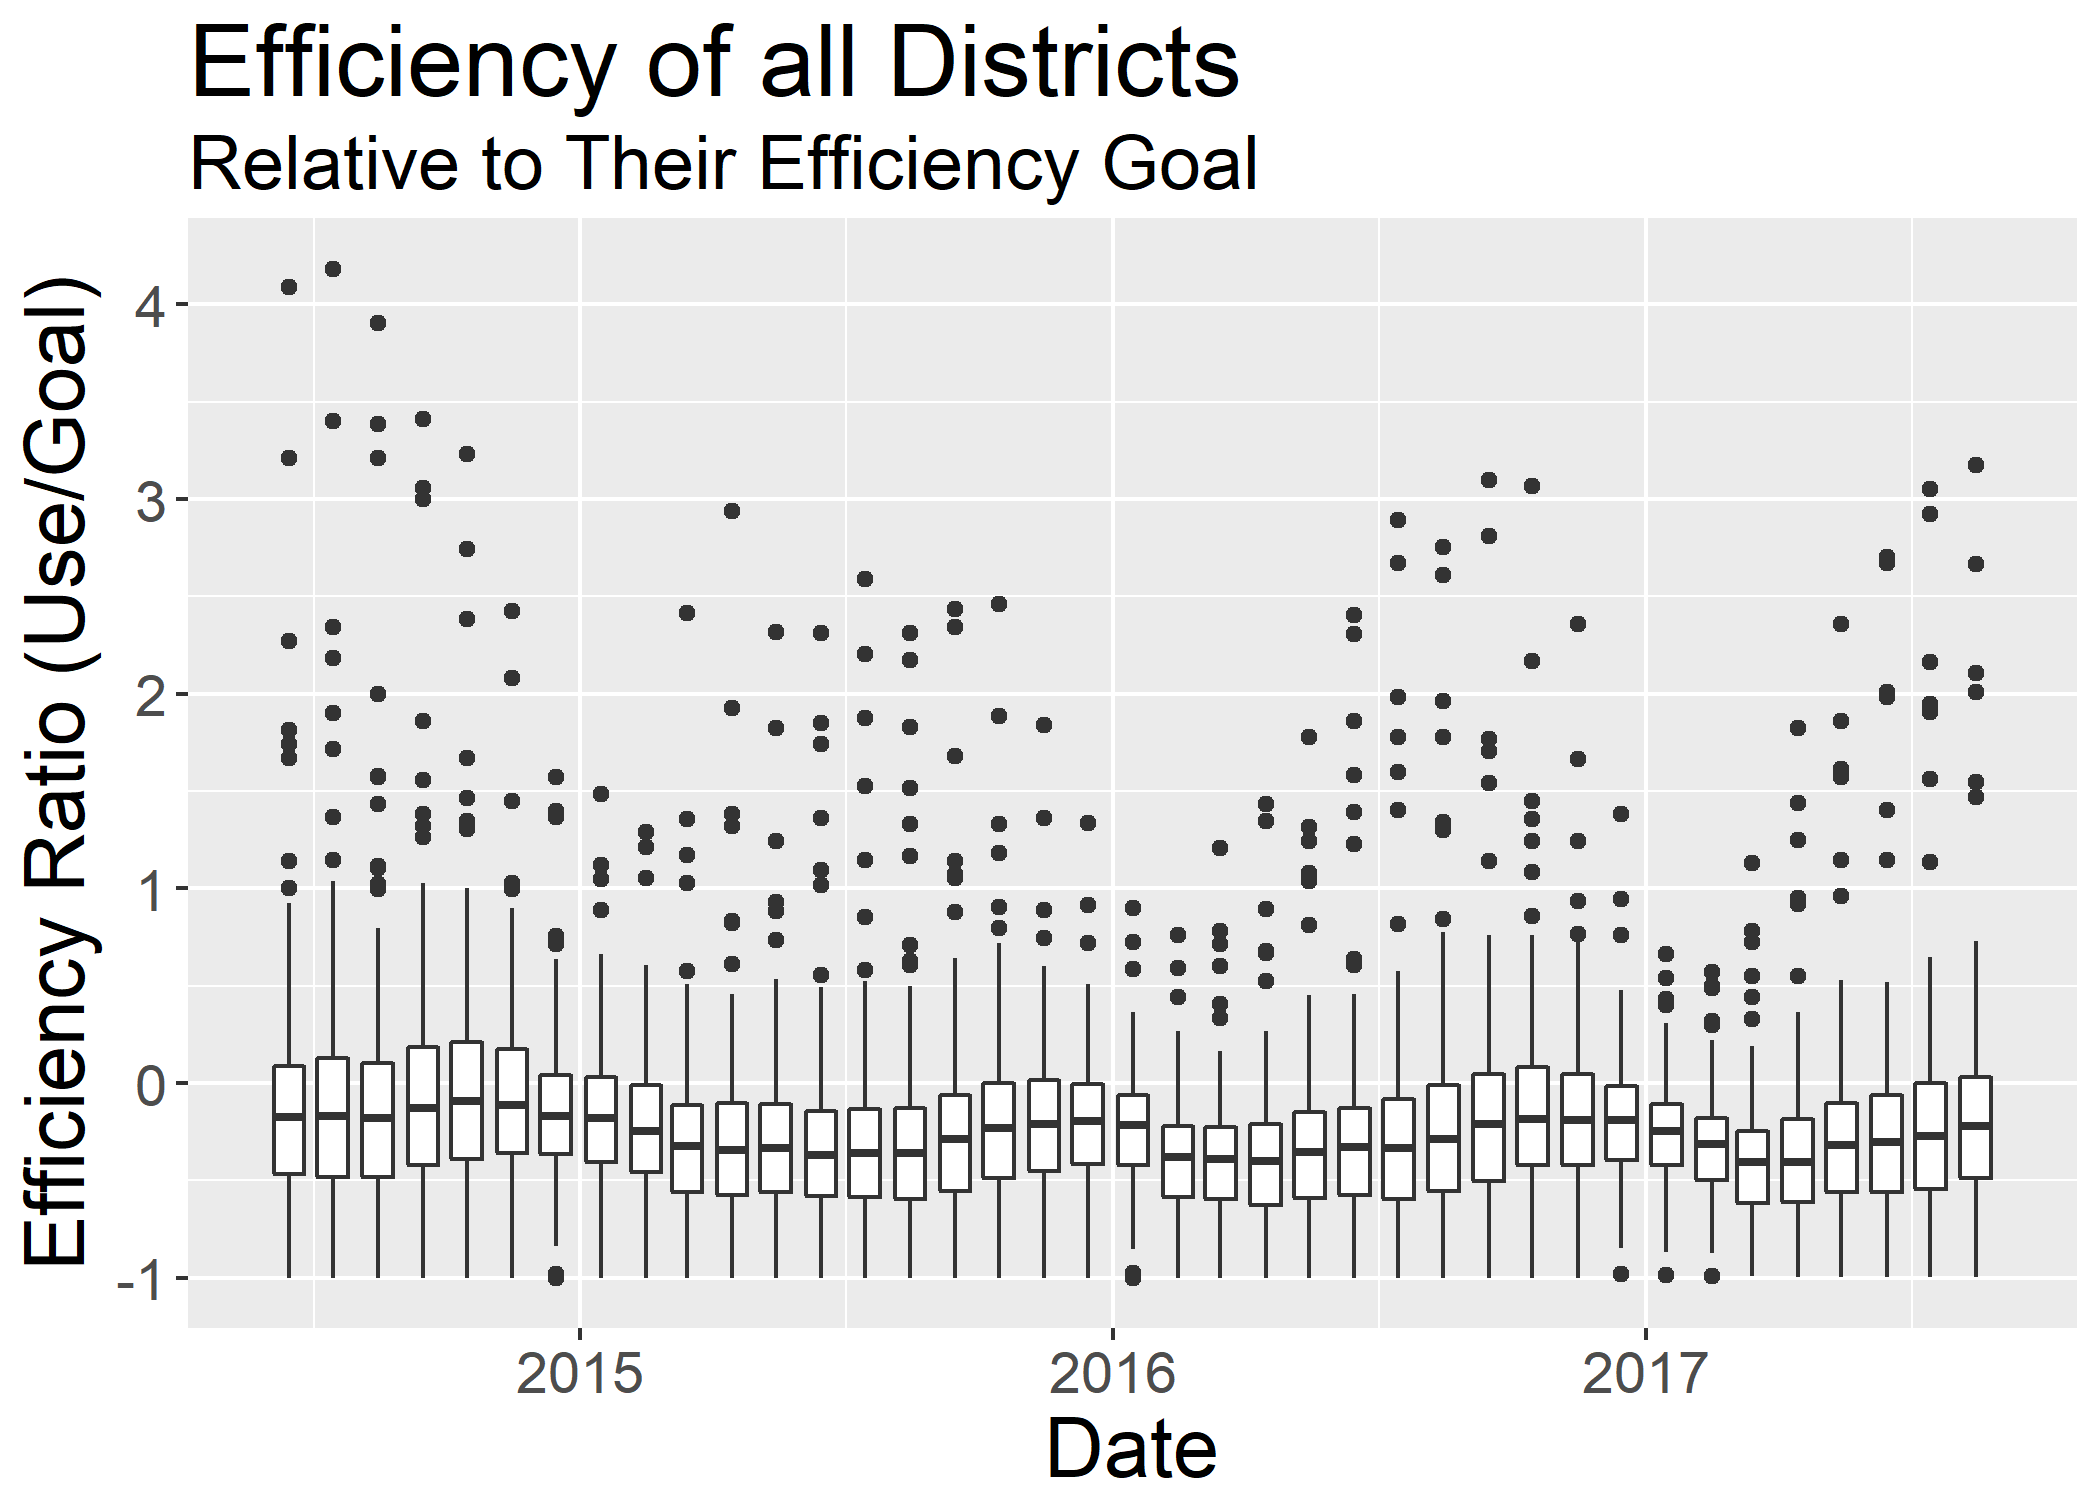 Efficiency of all Districts
Relative to Their Efficiency Goal
Efficiency Ratio (Use/Goal)
4
3
2
1
0
-1
2015
2016
2017
Date